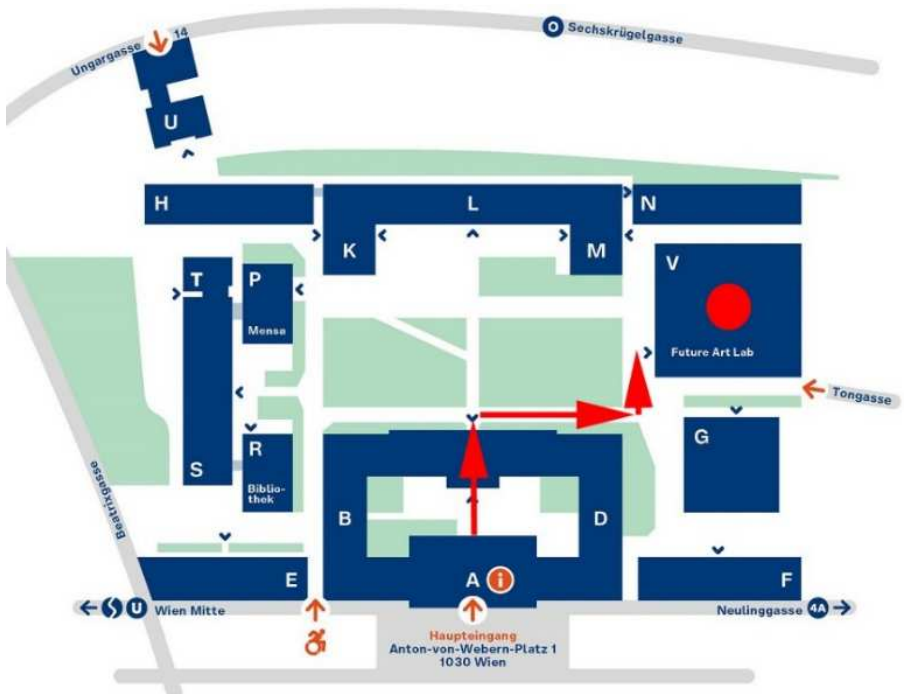 Ungargasse 14
O Sechskrügelgasse
U
H
L
N
K
M
V
T
P
Mensa
Future Art Lab
Tongasse
G
R
Biblio-
thek
S
Beatrixgasse
B
D
E
A i
F
U Wien Mitte
Neulinggasse 4A
Haupteingang
Anton-von-Webern-Platz 1
1030 Wien